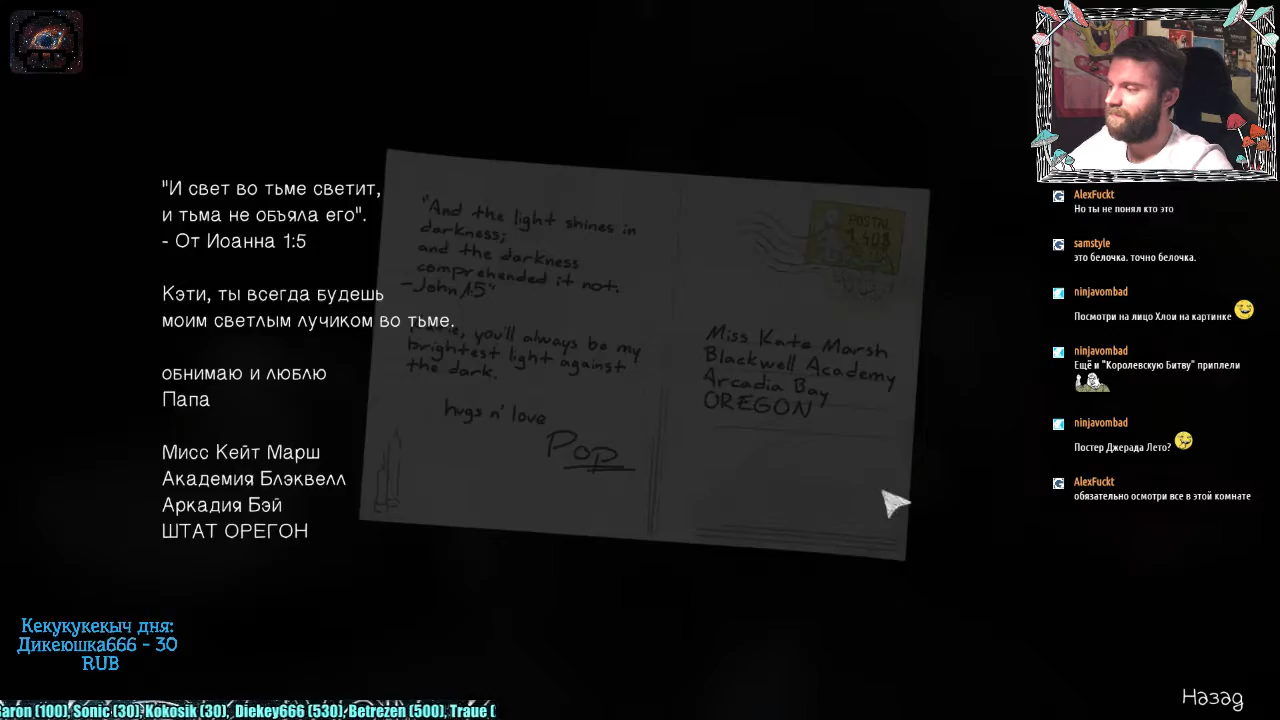 "И свет во тьме светит,
и тьма не объяла его".
- От Иоанна 1:5
Кэти, ты всегда будешь
моим светлым лучиком во тьме.
обнимаю и люблю
Папа
Мисс Кейт Марш
Академия Блэквелл
Аркадия Бэй
ШТАТ ОРЕГОН
"And the light shines in
darkness;
and the darkness
comprehended it not.
- John 1:5"
you'll always be my
brightest light against
the dark.
hugs n' love
Pop
POSTAL
Miss Kate Marsh
Blackwell Academy
Arcadia Bay
OREGON
AlexFuckt
Но ты не понял кто это
samstyle
это белочка. точно белочка.
ninjavombad
Посмотри на лицо Хлои на картинке
ninjavombad
Ещё и "Королевскую Битву" приплели
ninjavombad
Постер Джерада Лето?
AlexFuckt
обязательно осмотри все в этой комнате
Кекукукекыч дня:
Дикеюшка666 - 30
RUB
aron (100), Sonic (30), Kokosik (30), Diekey666 (530), Betrezen (500), Traue (
Назад